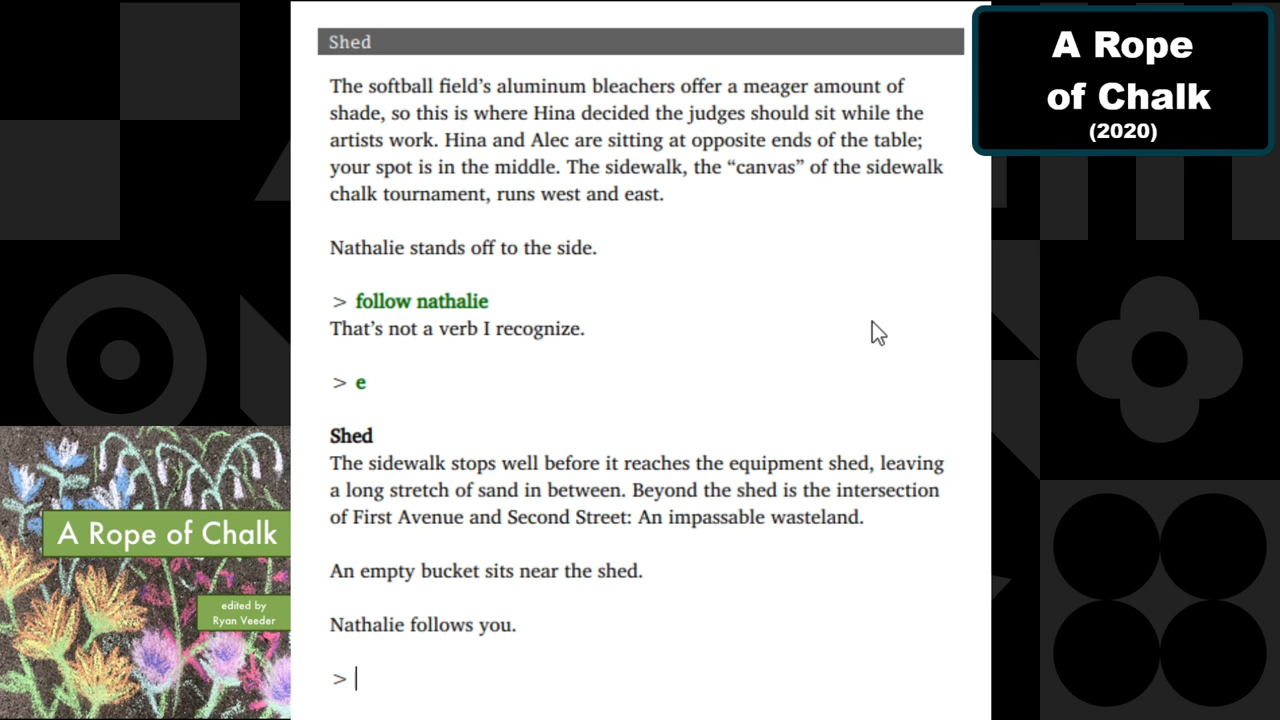 Shed
The softball field’s aluminum bleachers offer a meager amount of
shade, so this is where Hina decided the judges should sit while the
artists work. Hina and Alec are sitting at opposite ends of the table;
your spot is in the middle. The sidewalk, the “canvas” of the sidewalk
chalk tournament, runs west and east.
Nathalie stands off to the side.
> follow nathalie
That’s not a verb I recognize.
> e
Shed
The sidewalk stops well before it reaches the equipment shed, leaving
a long stretch of sand in between. Beyond the shed is the intersection
of First Avenue and Second Street: An impassable wasteland.
An empty bucket sits near the shed.
Nathalie follows you.
>
A Rope
of Chalk
(2020)
A Rope of Chalk
edited by
Ryan Veeder